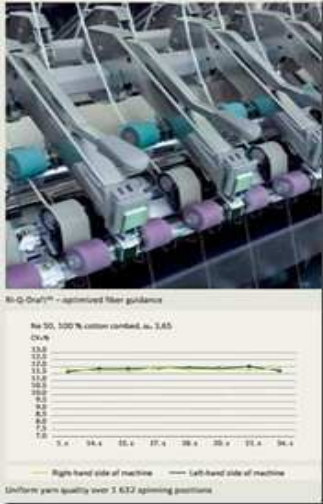 Ri-Q-Draft – optimized fiber guidance
Ne 50, 100 % cotton combed, αₑ 3,65
CVₘ%
13.0
12.5
12.0
11.5
11.0
10.5
10.0
9.5
9.0
8.5
8.0
7.5
7.0
Right-hand side of machine
Left-hand side of machine
Uniform yarn quality over 1 632 spinning positions